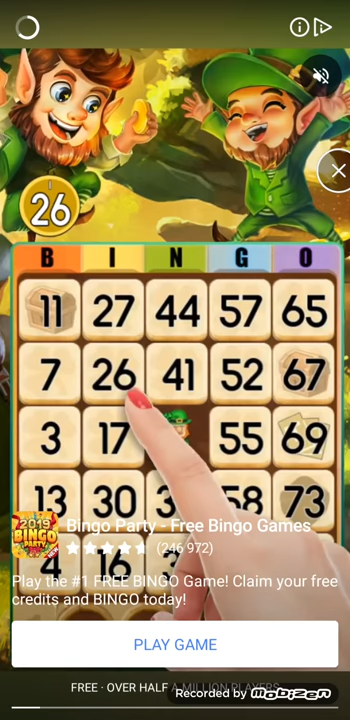 I
26
B I N G O
11 27 44 57 65
7 26 41 52 67
3 17 55 69
13 30 58 73
2019
BINGO
PARTY
Bingo Party - Free Bingo Games
(246 972)
4 16
Play the #1 FREE BINGO Game! Claim your free
credits and BINGO today!
PLAY GAME
FREE · OVER HALF A MILLION PLAYERS
Recorded by mobizen